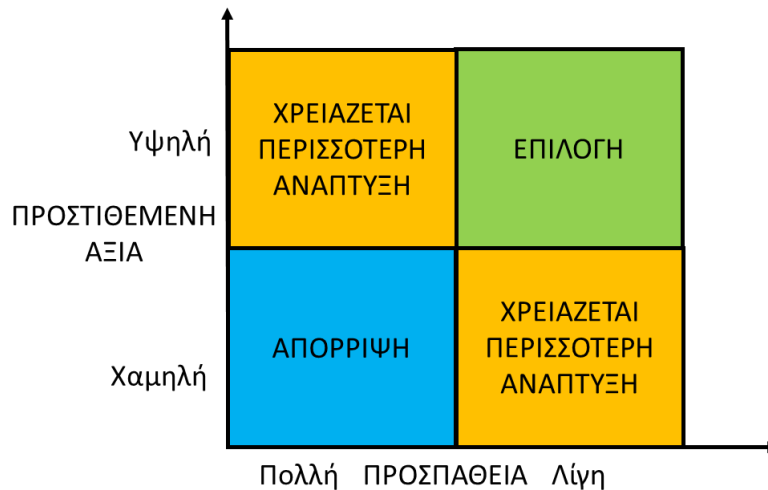 Υψηλή
ΠΡΟΣΤΙΘΕΜΕΝΗ
ΑΞΙΑ
Χαμηλή
ΧΡΕΙΑΖΕΤΑΙ
ΠΕΡΙΣΣΟΤΕΡΗ
ΑΝΑΠΤΥΞΗ
ΕΠΙΛΟΓΗ
ΑΠΟΡΡΙΨΗ
ΧΡΕΙΑΖΕΤΑΙ
ΠΕΡΙΣΣΟΤΕΡΗ
ΑΝΑΠΤΥΞΗ
Πολλή ΠΡΟΣΠΑΘΕΙΑ Λίγη